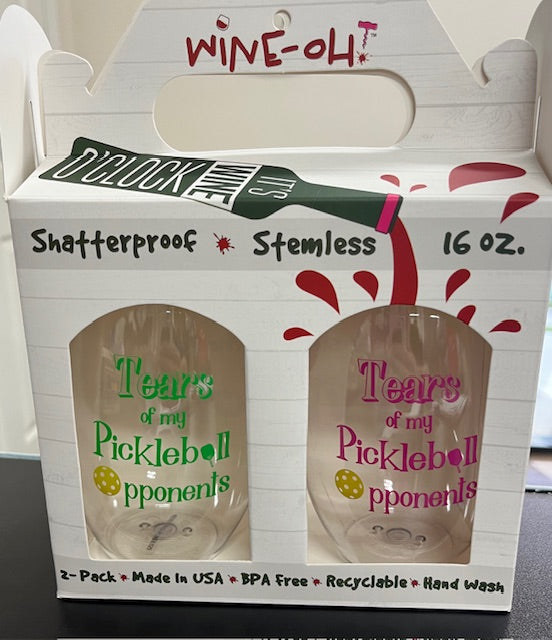 WINE-OH!
IT'S WINE O'CLOCK
Shatterproof * Stemless 16 OZ.
Tears
of my
Pickleball
Opponents
Tears
of my
Pickleball
Opponents
2-Pack * Made In USA * BPA Free * Recyclable * Hand Wash